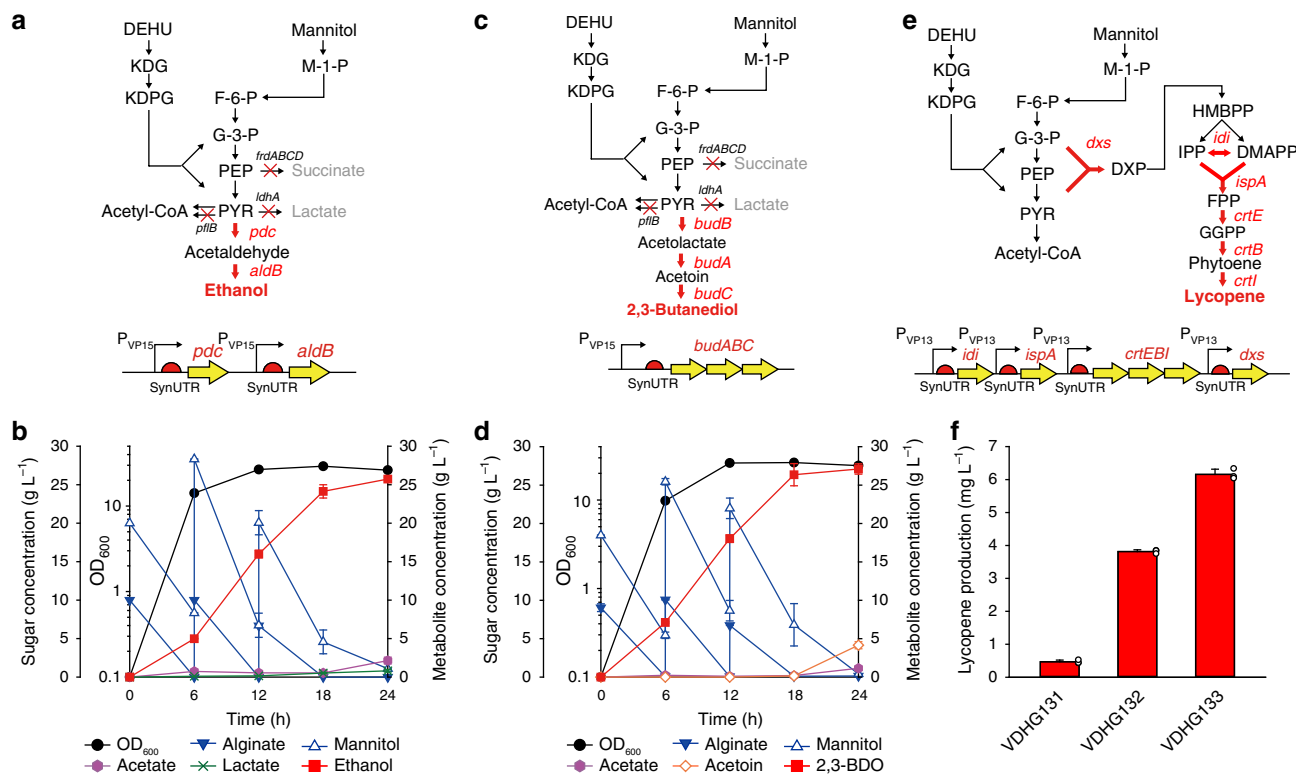 a
DEHU
Mannitol
KDG
M-1-P
KDPG
F-6-P
G-3-P
frdABCD
PEP
Succinate
ldhA
Acetyl-CoA
PYR
Lactate
pflB
pdc
Acetaldehyde
aldB
Ethanol
PVP15
pdc
PVP15
aldB
SynUTR
SynUTR
c
DEHU
Mannitol
KDG
M-1-P
KDPG
F-6-P
G-3-P
frdABCD
PEP
Succinate
ldhA
Acetyl-CoA
PYR
Lactate
pflB
budB
Acetolactate
budA
Acetoin
budC
2,3-Butanediol
PVP15
budABC
SynUTR
e
DEHU
Mannitol
KDG
M-1-P
KDPG
F-6-P
HMBPP
G-3-P
dxs
idi
IPP
DMAPP
PEP
DXP
ispA
FPP
PYR
crtE
GGPP
Acetyl-CoA
crtB
Phytoene
crtI
Lycopene
PVP13
PVP13
PVP13
PVP13
idi
ispA
crtEBI
dxs
SynUTR
SynUTR
SynUTR
SynUTR
b
Sugar concentration (g L–1)
30
25
20
15
10
5
0
OD600
10
1
0.1
Metabolite concentration (g L–1)
30
25
20
15
10
5
0
0
6
12
18
24
Time (h)
OD600
Alginate
Mannitol
Acetate
Lactate
Ethanol
d
Sugar concentration (g L–1)
30
25
20
15
10
5
0
OD600
10
1
0.1
Metabolite concentration (g L–1)
30
25
20
15
10
5
0
0
6
12
18
24
Time (h)
OD600
Alginate
Mannitol
Acetate
Acetoin
2,3-BDO
f
Lycopene production (mg L–1)
7
6
5
4
3
2
1
0
VDHG131
VDHG132
VDHG133